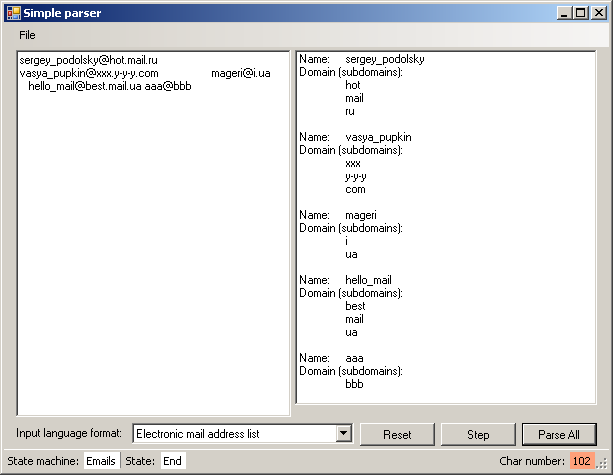 Simple parser
File
sergey_podolsky@hot.mail.ru
vasya_pupkin@xxx.y-y-y.com mageri@i.ua
hello_mail@best.mail.ua aaa@bbb
Name: sergey_podolsky
Domain (subdomains):
hot
mail
ru
Name: vasya_pupkin
Domain (subdomains):
xxx
y-y-y
com
Name: mageri
Domain (subdomains):
i
ua
Name: hello_mail
Domain (subdomains):
best
mail
ua
Name: aaa
Domain (subdomains):
bbb
Input language format: Electronic mail address list Reset Step Parse All
State machine: Emails State: End Char number: 102